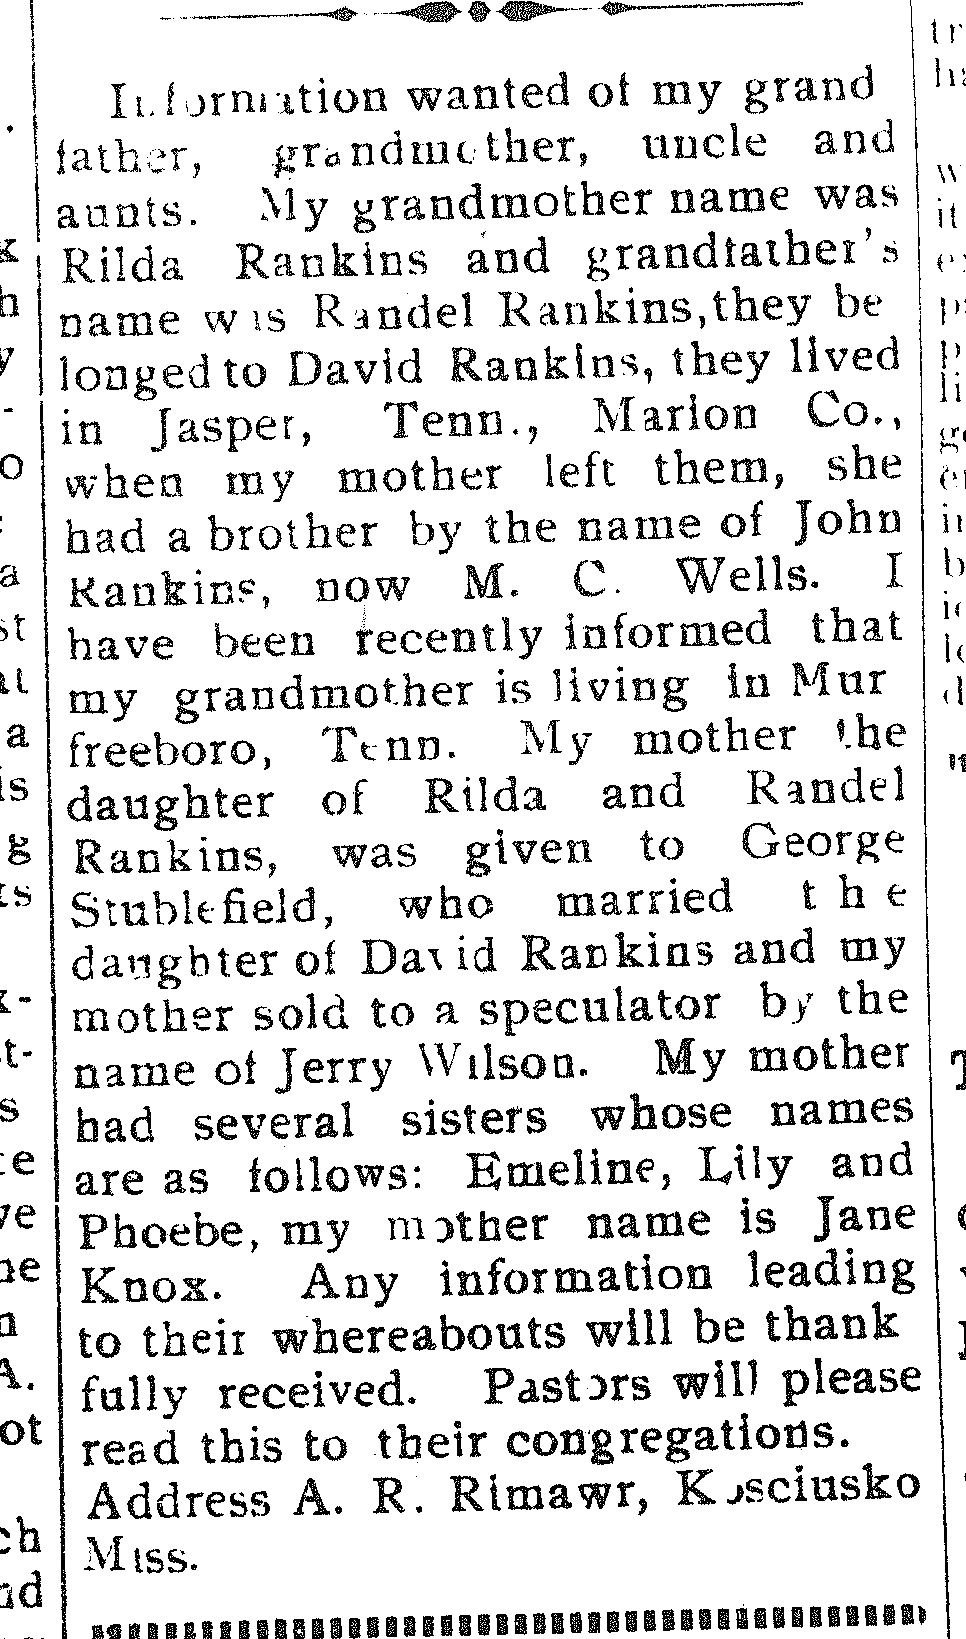 Information wanted of my grand
father, grandmother, uncle and
aunts. My grandmother name was
Rilda Rankins and grandfather's
name was Randel Rankins, they be
longed to David Rankins, they lived
in Jasper, Tenn., Marion Co.,
when my mother left them, she
had a brother by the name of John
Rankins, now M. C. Wells. I
have been recently informed that
my grandmother is living in Mur
freeboro, Tenn. My mother the
daughter of Rilda and Randel
Rankins, was given to George
Stublefield, who married the
daughter of David Rankins and my
mother sold to a speculator by the
name of Jerry Wilson. My mother
had several sisters whose names
are as follows: Emeline, Lily and
Phoebe, my mother name is Jane
Knox. Any information leading
to their whereabouts will be thank
fully received. Pastors will please
read this to their congregations.
Address A. R. Rimawr, Kosciusko
Miss.